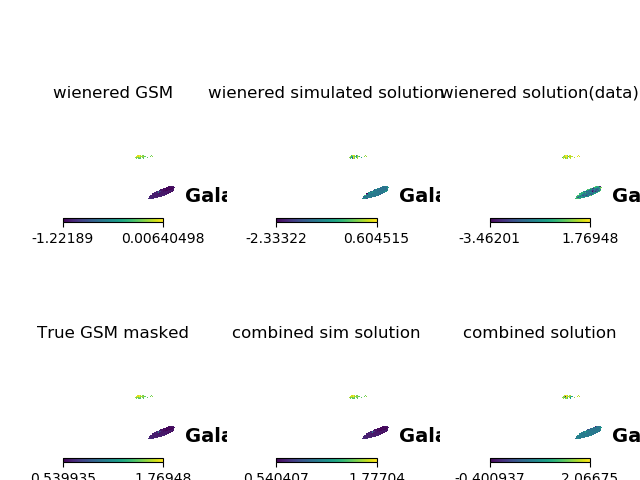 wienered GSM wienered simulated solution wienered solution(data)
Gala Gala Ga
-1.22189 0.00640498 -2.33322 0.604515 -3.46201 1.76948
True GSM masked combined sim solution combined solution
Gala Gala Ga
0.539935 1.76948 0.540407 1.77704 -0.400937 2.06675